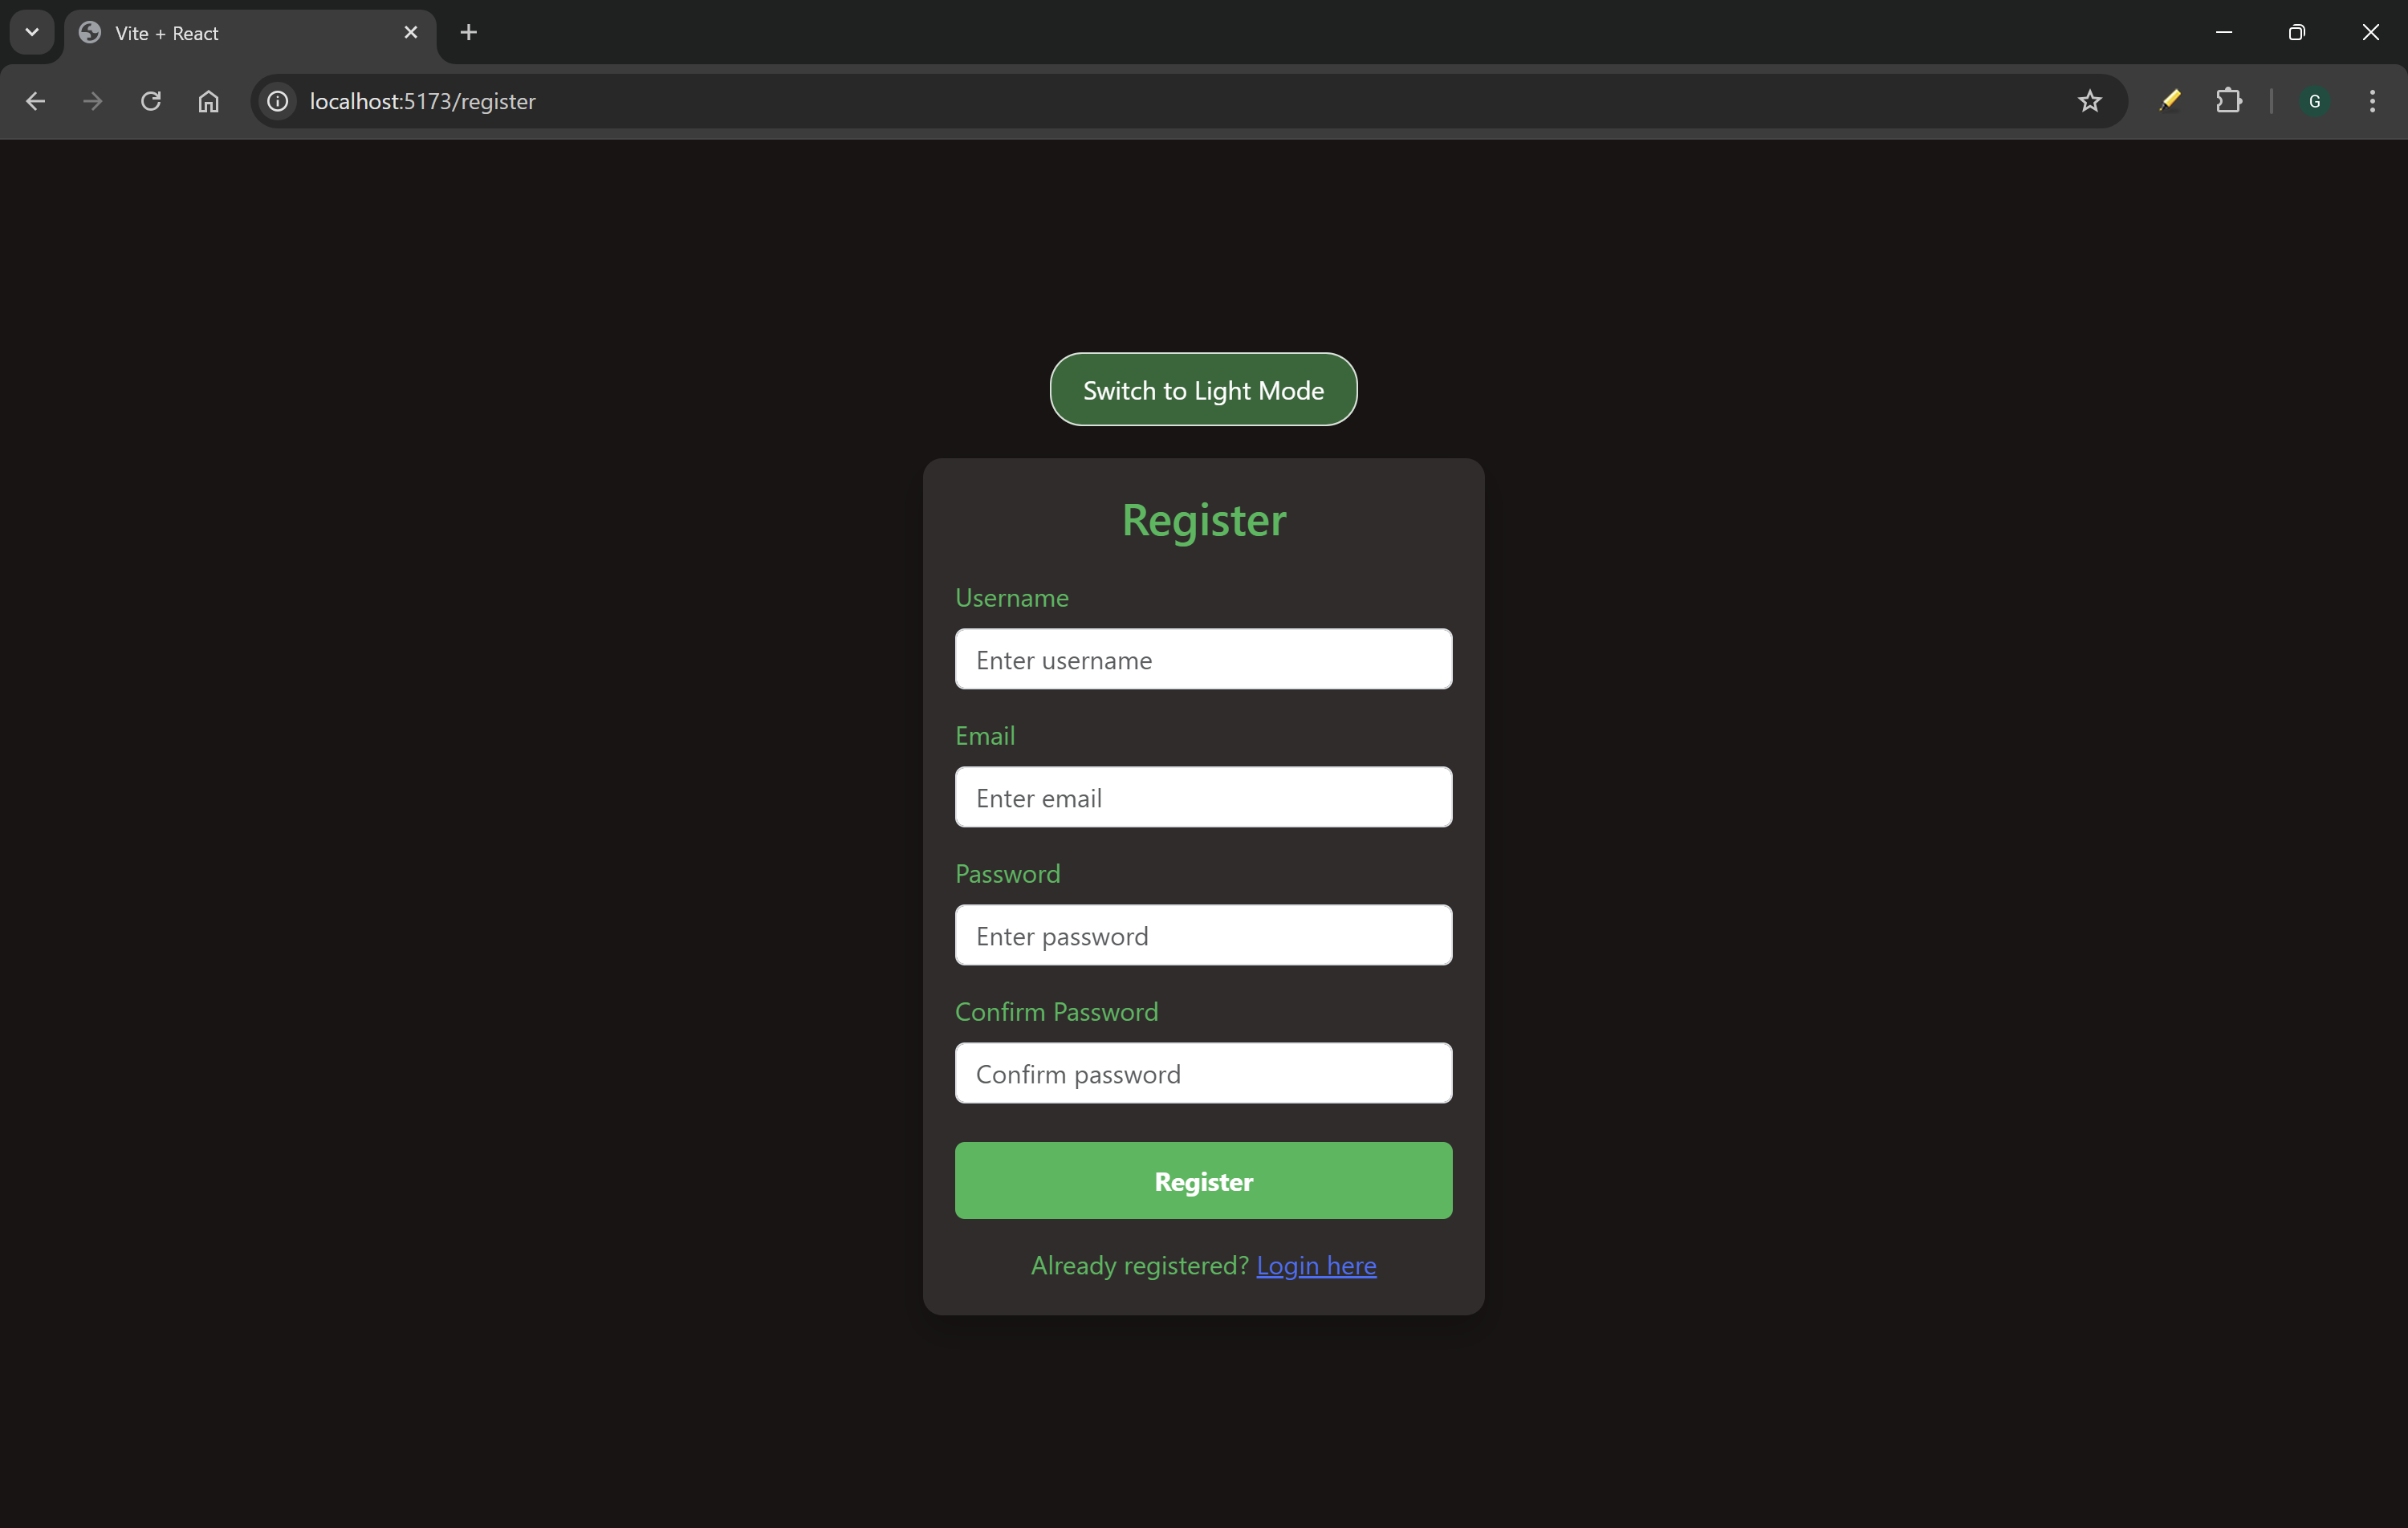 Vite + React
localhost:5173/register
G
Switch to Light Mode
Register
Username
Enter username
Email
Enter email
Password
Enter password
Confirm Password
Confirm password
Register
Already registered? Login here